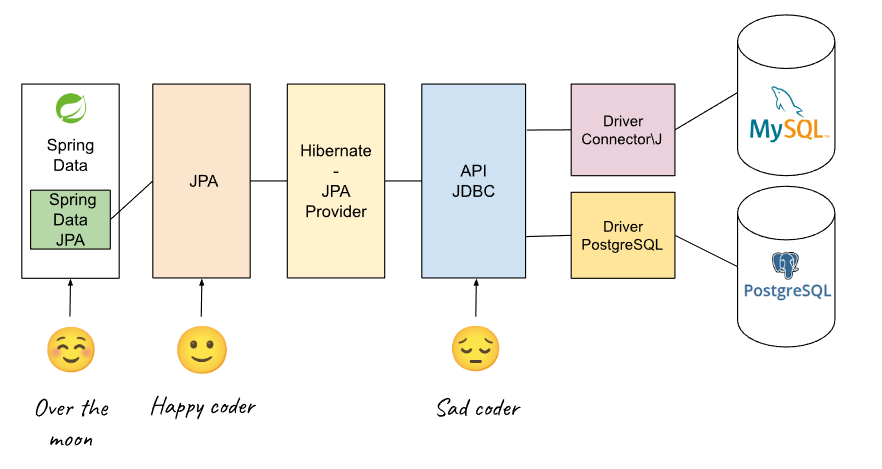 Spring
Data
Spring
Data
JPA
JPA
Hibernate
-
JPA
Provider
API
JDBC
Driver
Connector\J
Driver
PostgreSQL
MySQL™
PostgreSQL
Over the
moon
Happy coder
Sad coder